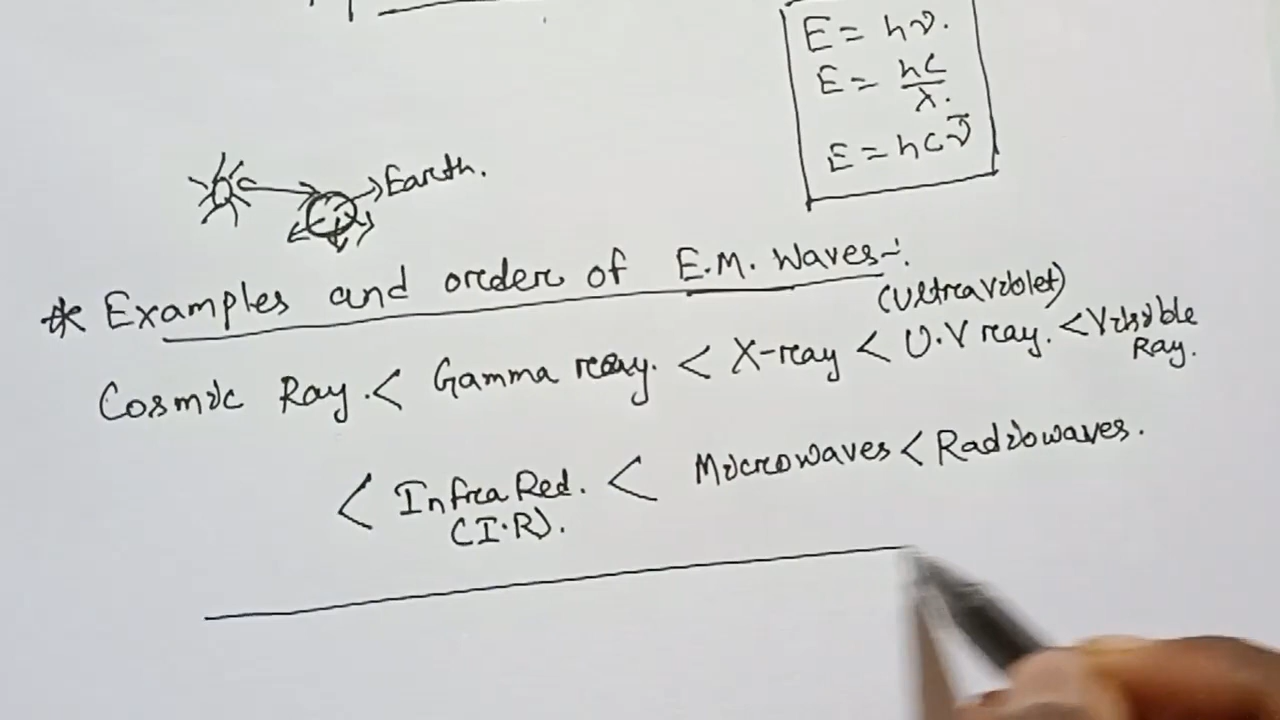 E = hν.
E = hc/λ.
E = hcν̄
Earth.
* Examples and order of E.M. Waves-:
(Ultraviolet)
Cosmic Ray. < Gamma ray. < X-ray < U.V ray. < Visible
Ray.
< Infra Red. < Microwaves < Radiowaves.
(I.R).